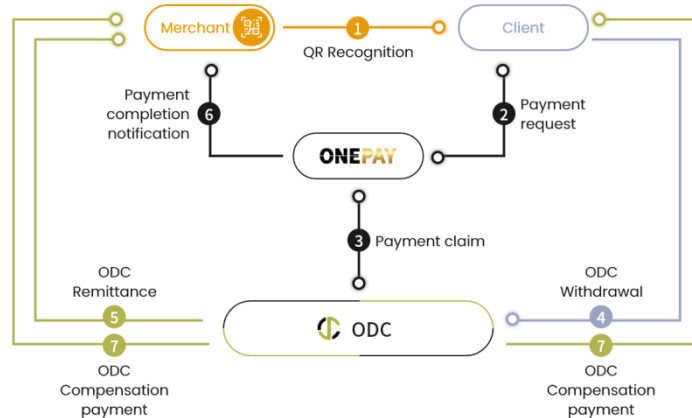 Merchant
1
Client
QR Recognition
Payment
completion
notification
6
2
Payment
request
ONEPAY
3
Payment claim
ODC
Remittance
5
ODC
Withdrawal
4
ODC
7
ODC
Compensation
payment
7
ODC
Compensation
payment